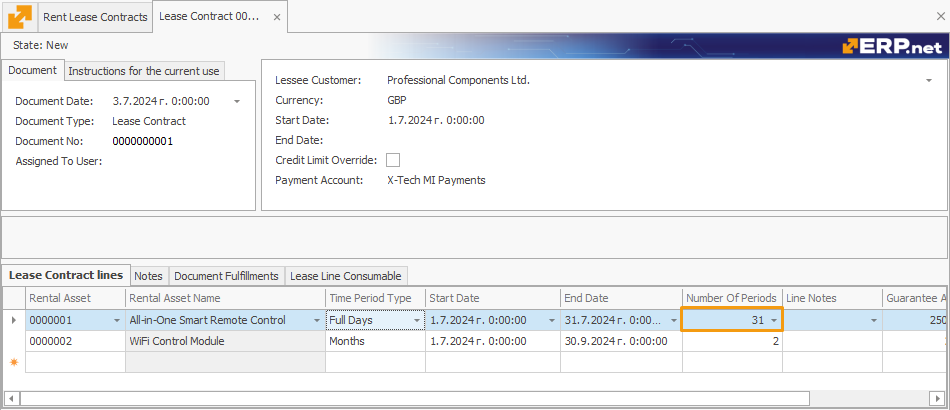 Rent Lease Contracts
Lease Contract 00...
State: New
ERP.net
Document
Instructions for the current use
Document Date: 3.7.2024 г. 0:00:00
Document Type: Lease Contract
Document No: 0000000001
Assigned To User:
Lessee Customer: Professional Components Ltd.
Currency: GBP
Start Date: 1.7.2024 г. 0:00:00
End Date:
Credit Limit Override:
Payment Account: X-Tech MI Payments
Lease Contract lines Notes Document Fulfillments Lease Line Consumable
Rental Asset Rental Asset Name Time Period Type Start Date End Date Number Of Periods Line Notes Guarantee A
0000001 All-in-One Smart Remote Control Full Days 1.7.2024 г. 0:00:00 31.7.2024 г. 0:00... 31 250
0000002 WiFi Control Module Months 1.7.2024 г. 0:00:00 30.9.2024 г. 0:00:00 2